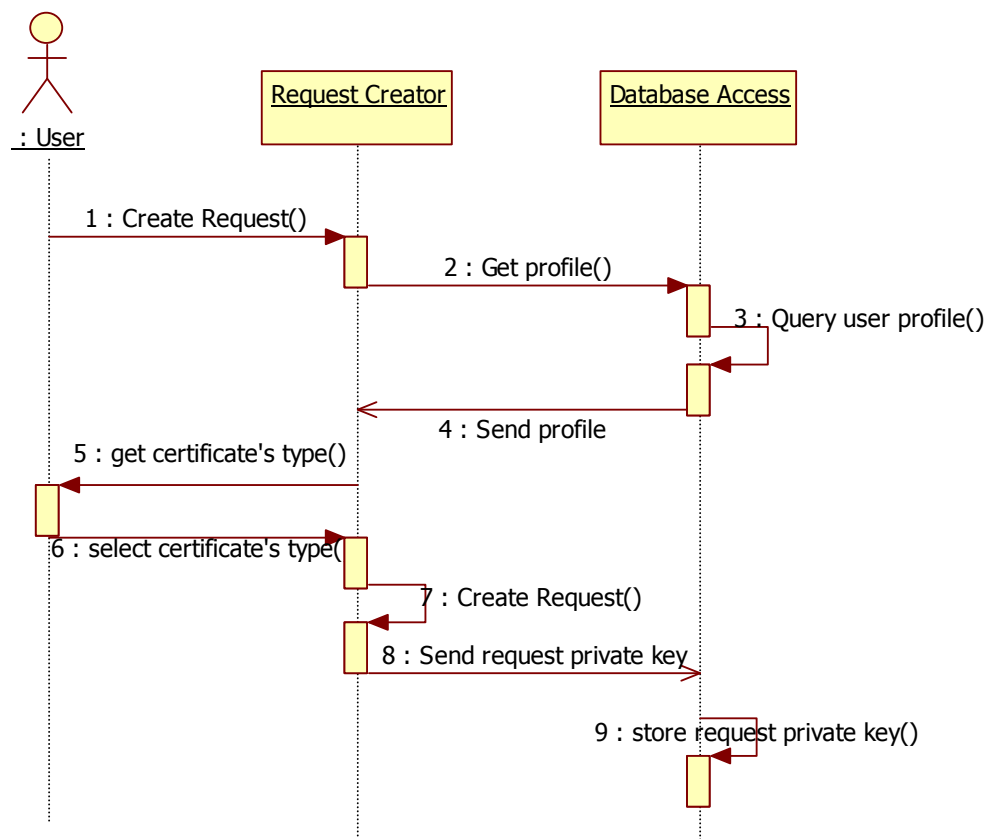 : User
Request Creator
Database Access
1 : Create Request()
2 : Get profile()
3 : Query user profile()
4 : Send profile
5 : get certificate's type()
6 : select certificate's type(
7 : Create Request()
8 : Send request private key
9 : store request private key()